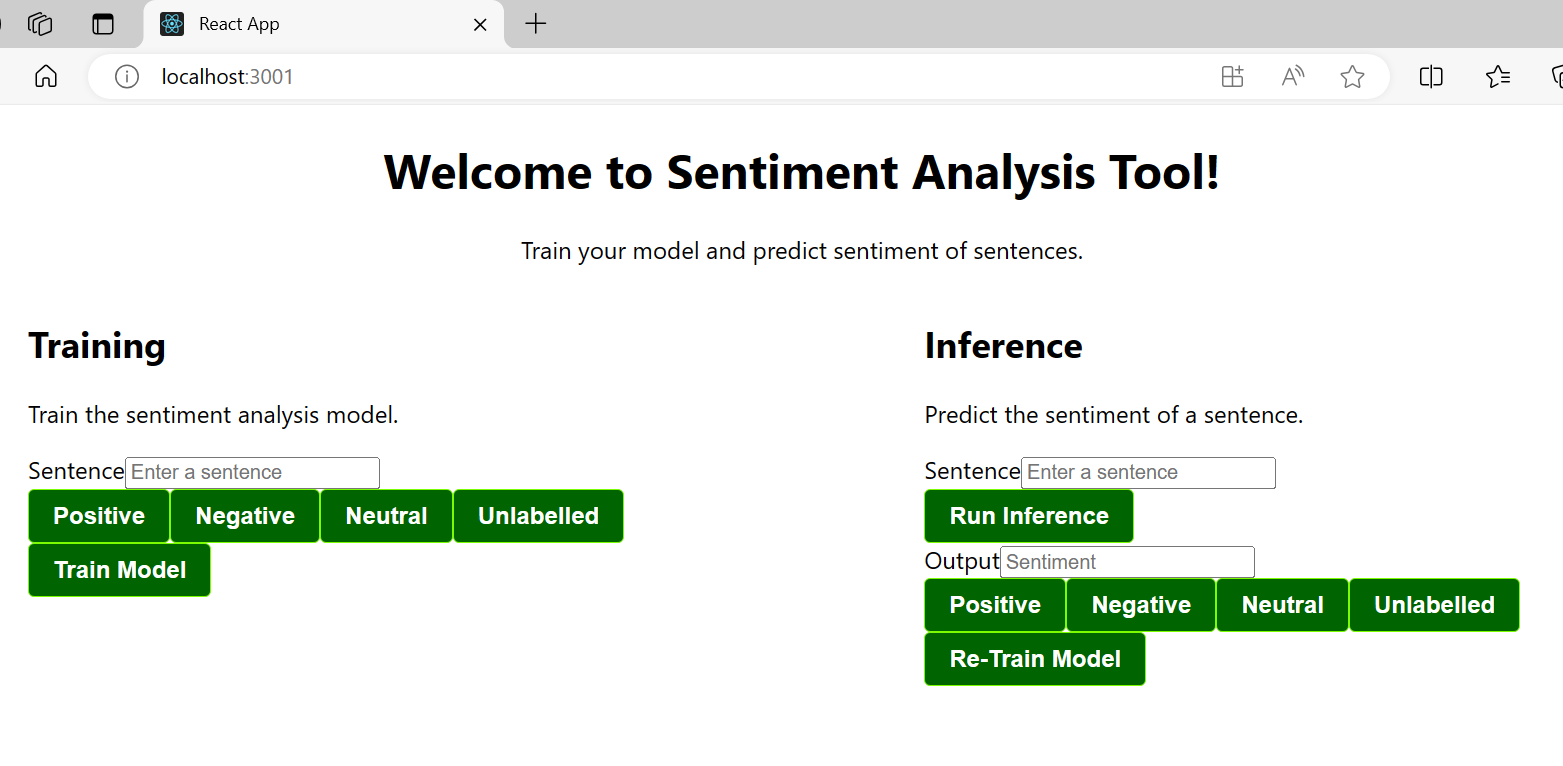 React App
localhost:3001
Welcome to Sentiment Analysis Tool!
Train your model and predict sentiment of sentences.
Training
Train the sentiment analysis model.
Sentence Enter a sentence
Positive Negative Neutral Unlabelled
Train Model
Inference
Predict the sentiment of a sentence.
Sentence Enter a sentence
Run Inference
Output Sentiment
Positive Negative Neutral Unlabelled
Re-Train Model